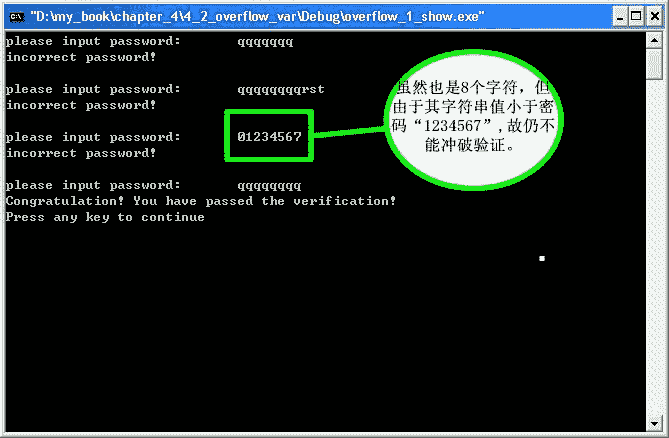 "D:\my_book\chapter_4\4_2_overflow_var\Debug\overflow_1_show.exe"
please input password: qqqqqqq
incorrect password!
please input password: qqqqqqqqrst
incorrect password!
please input password: 01234567
incorrect password!
please input password: qqqqqqqq
Congratulation! You have passed the verification!
Press any key to continue
虽然也是8个字符，但
由于其字符串值小于密
码“1234567”,故仍不
能冲破验证。